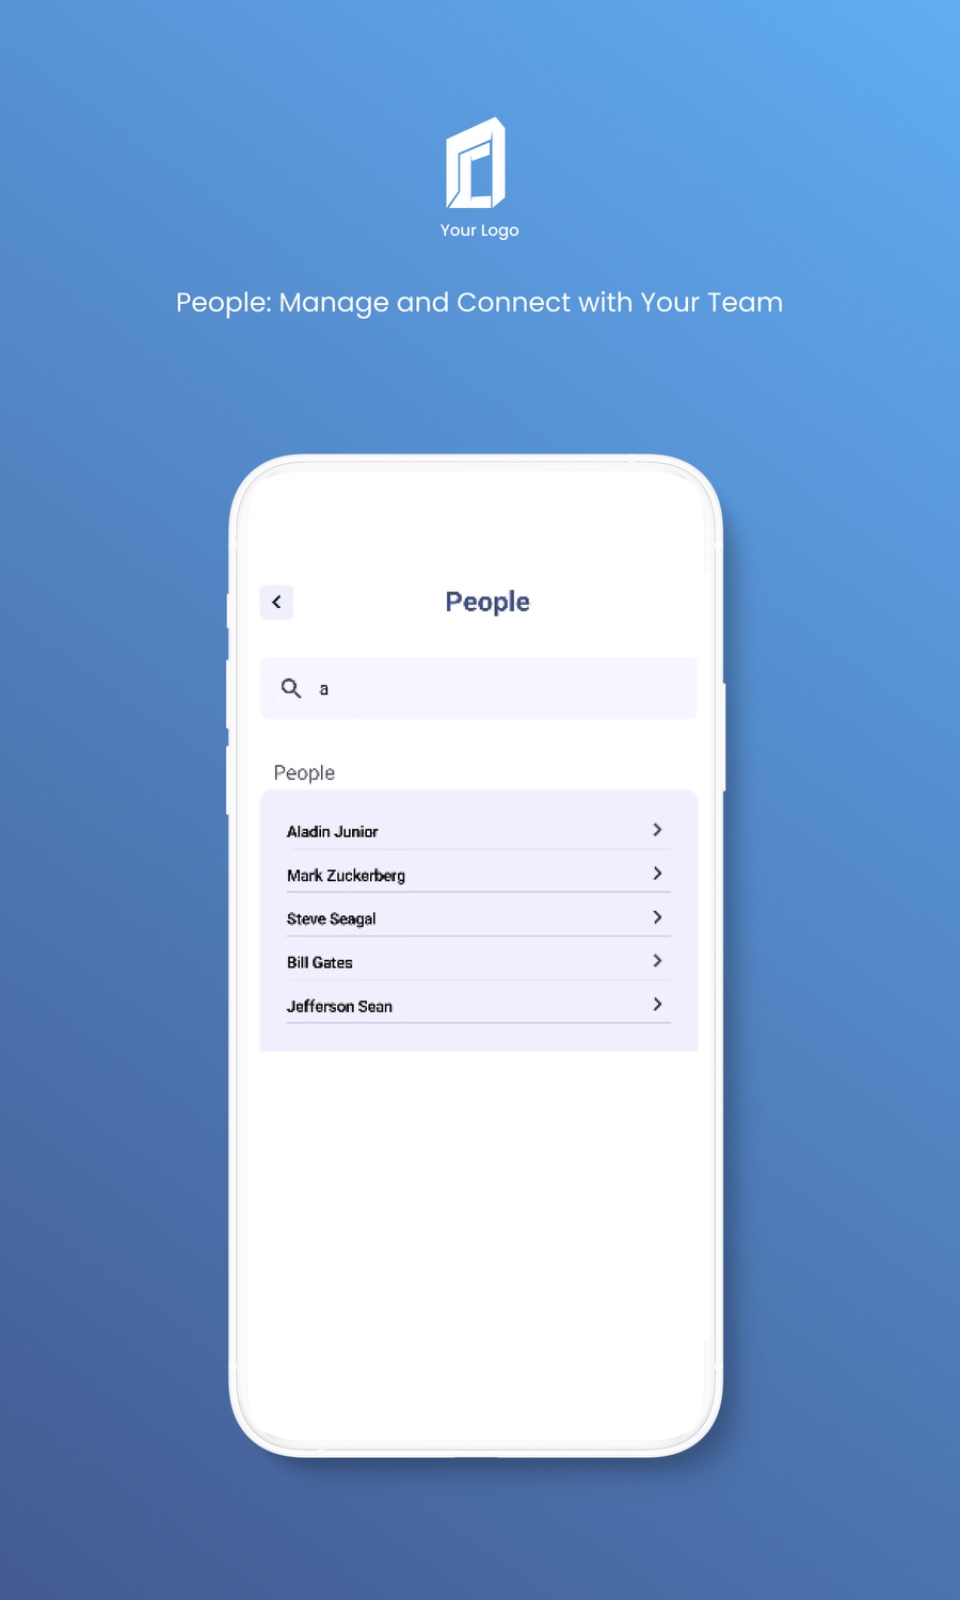 Your Logo
People: Manage and Connect with Your Team
People
a
People
Aladin Junior
Mark Zuckerberg
Steve Seagal
Bill Gates
Jefferson Sean